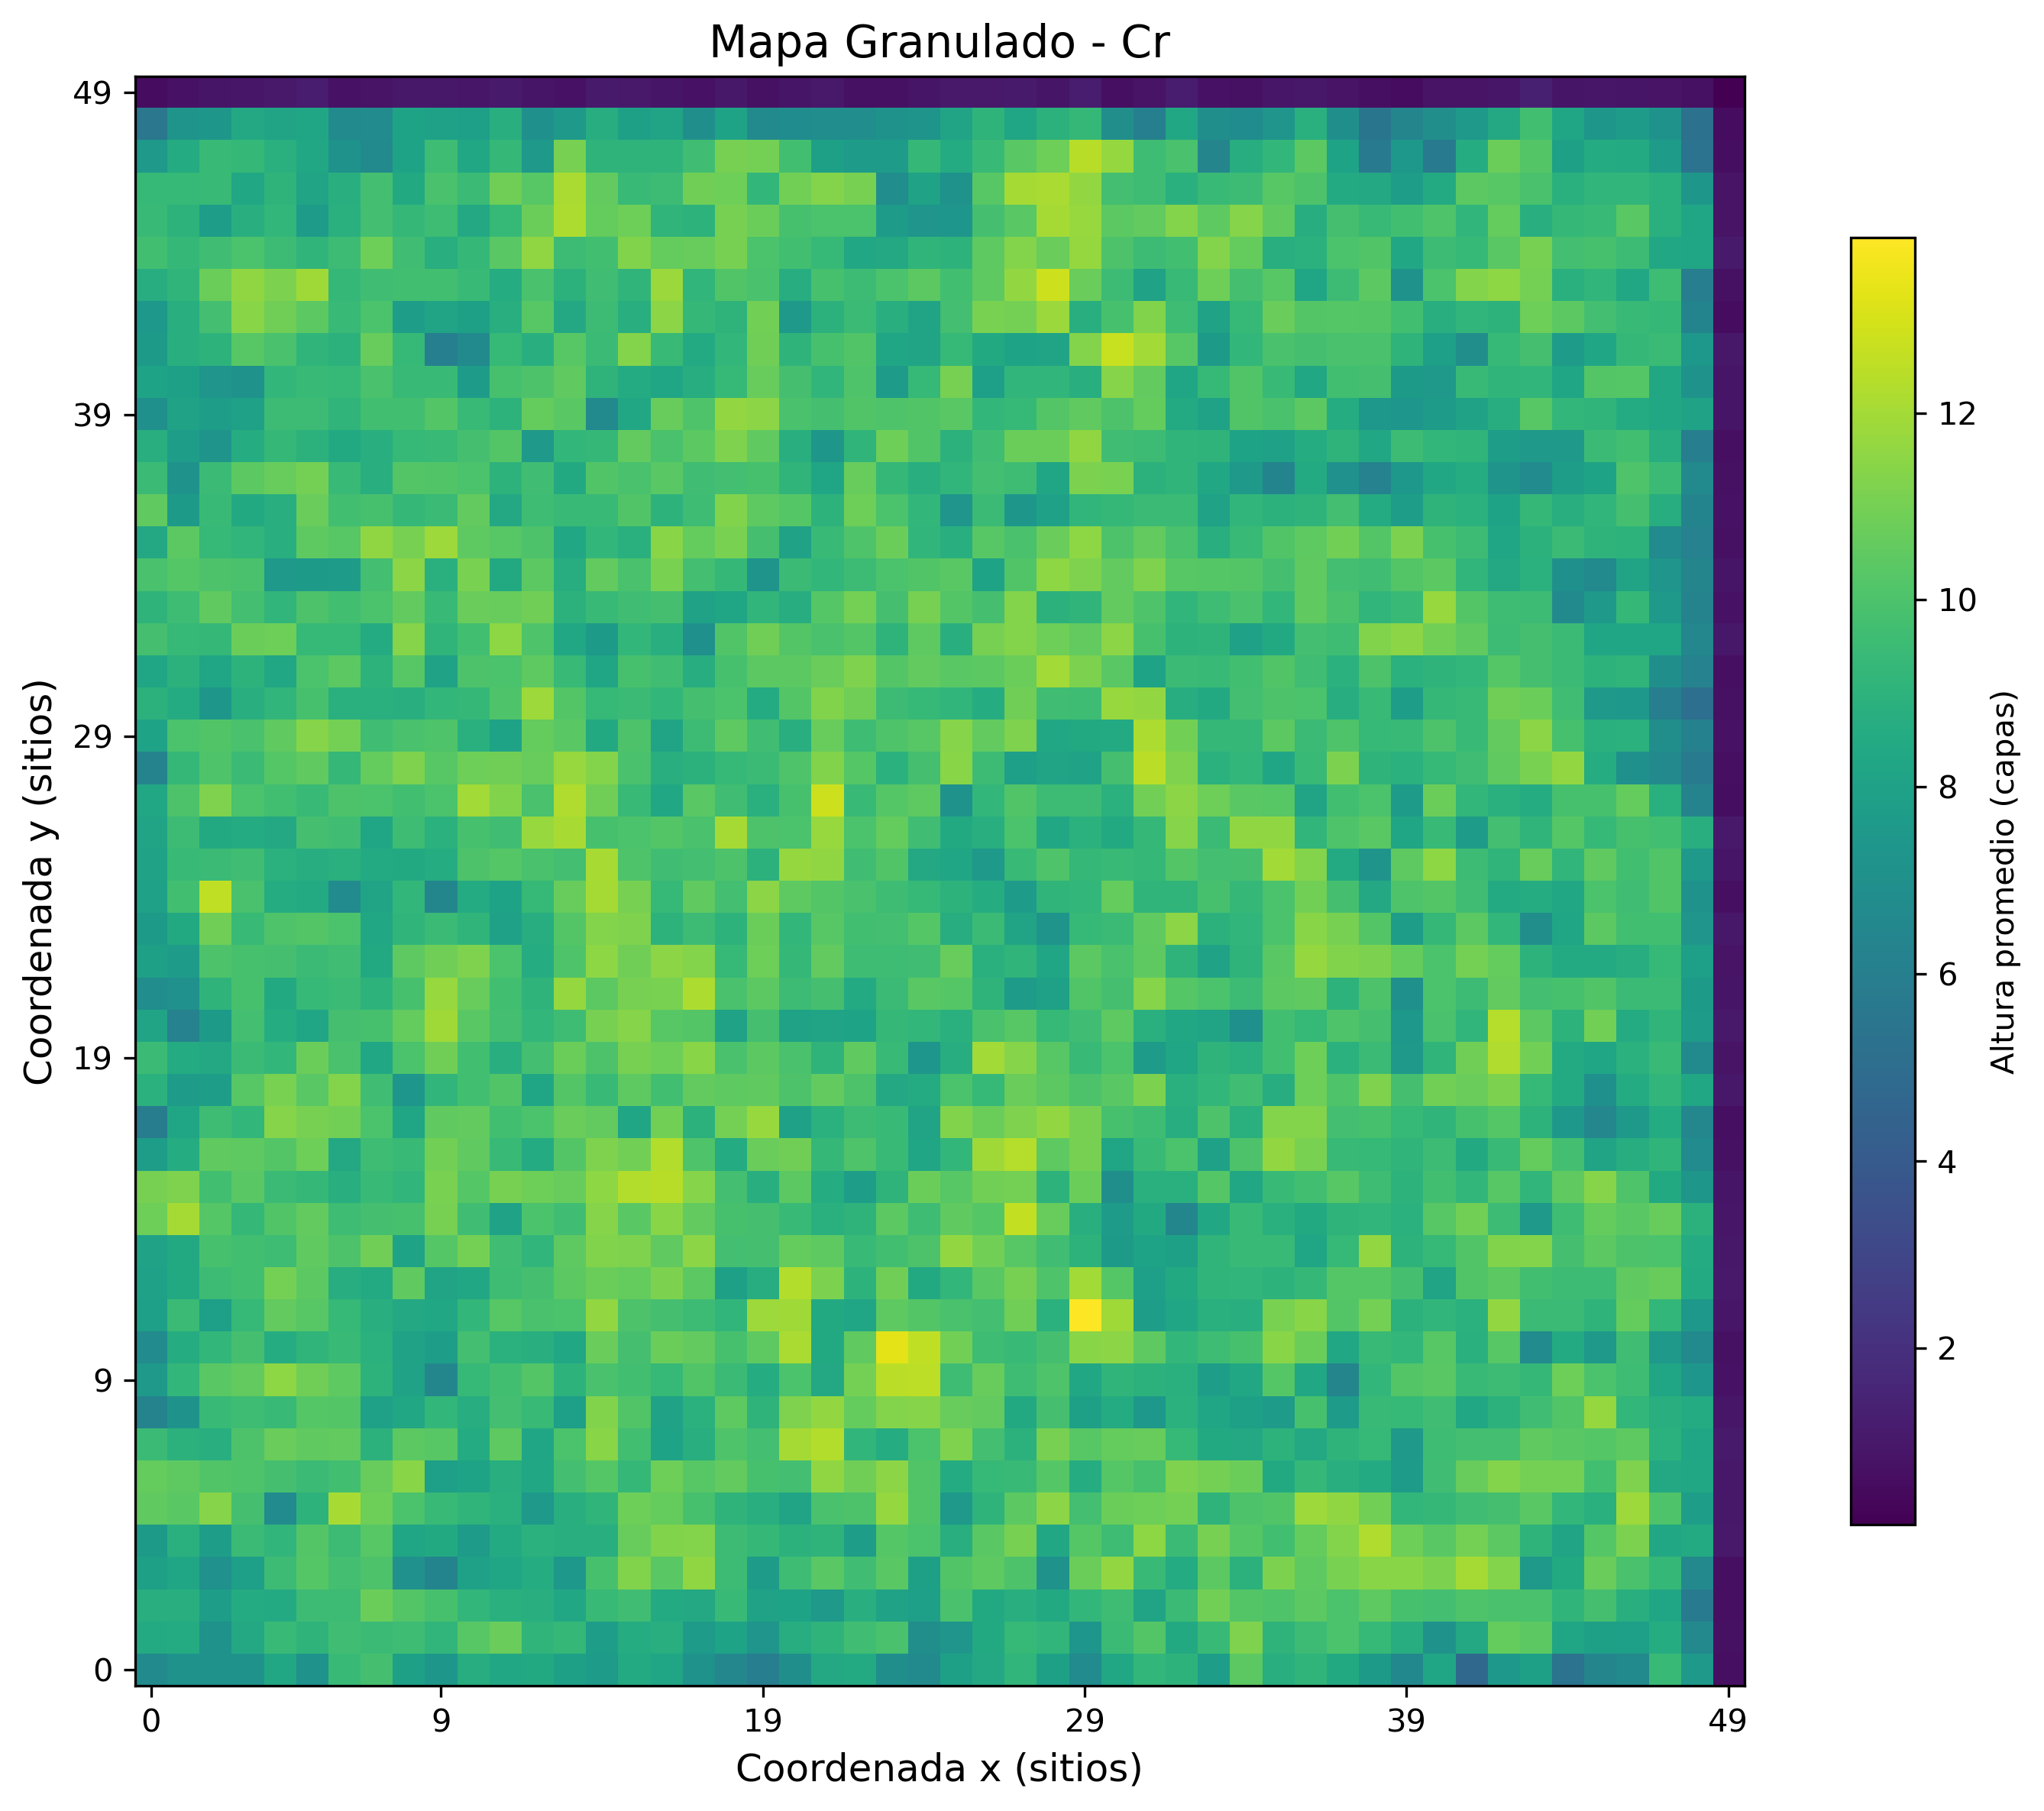 Mapa Granulado - Cr
49
39
29
19
9
0
Coordenada y (sitios)
0 9 19 29 39 49
Coordenada x (sitios)
12
10
8
6
4
2
Altura promedio (capas)